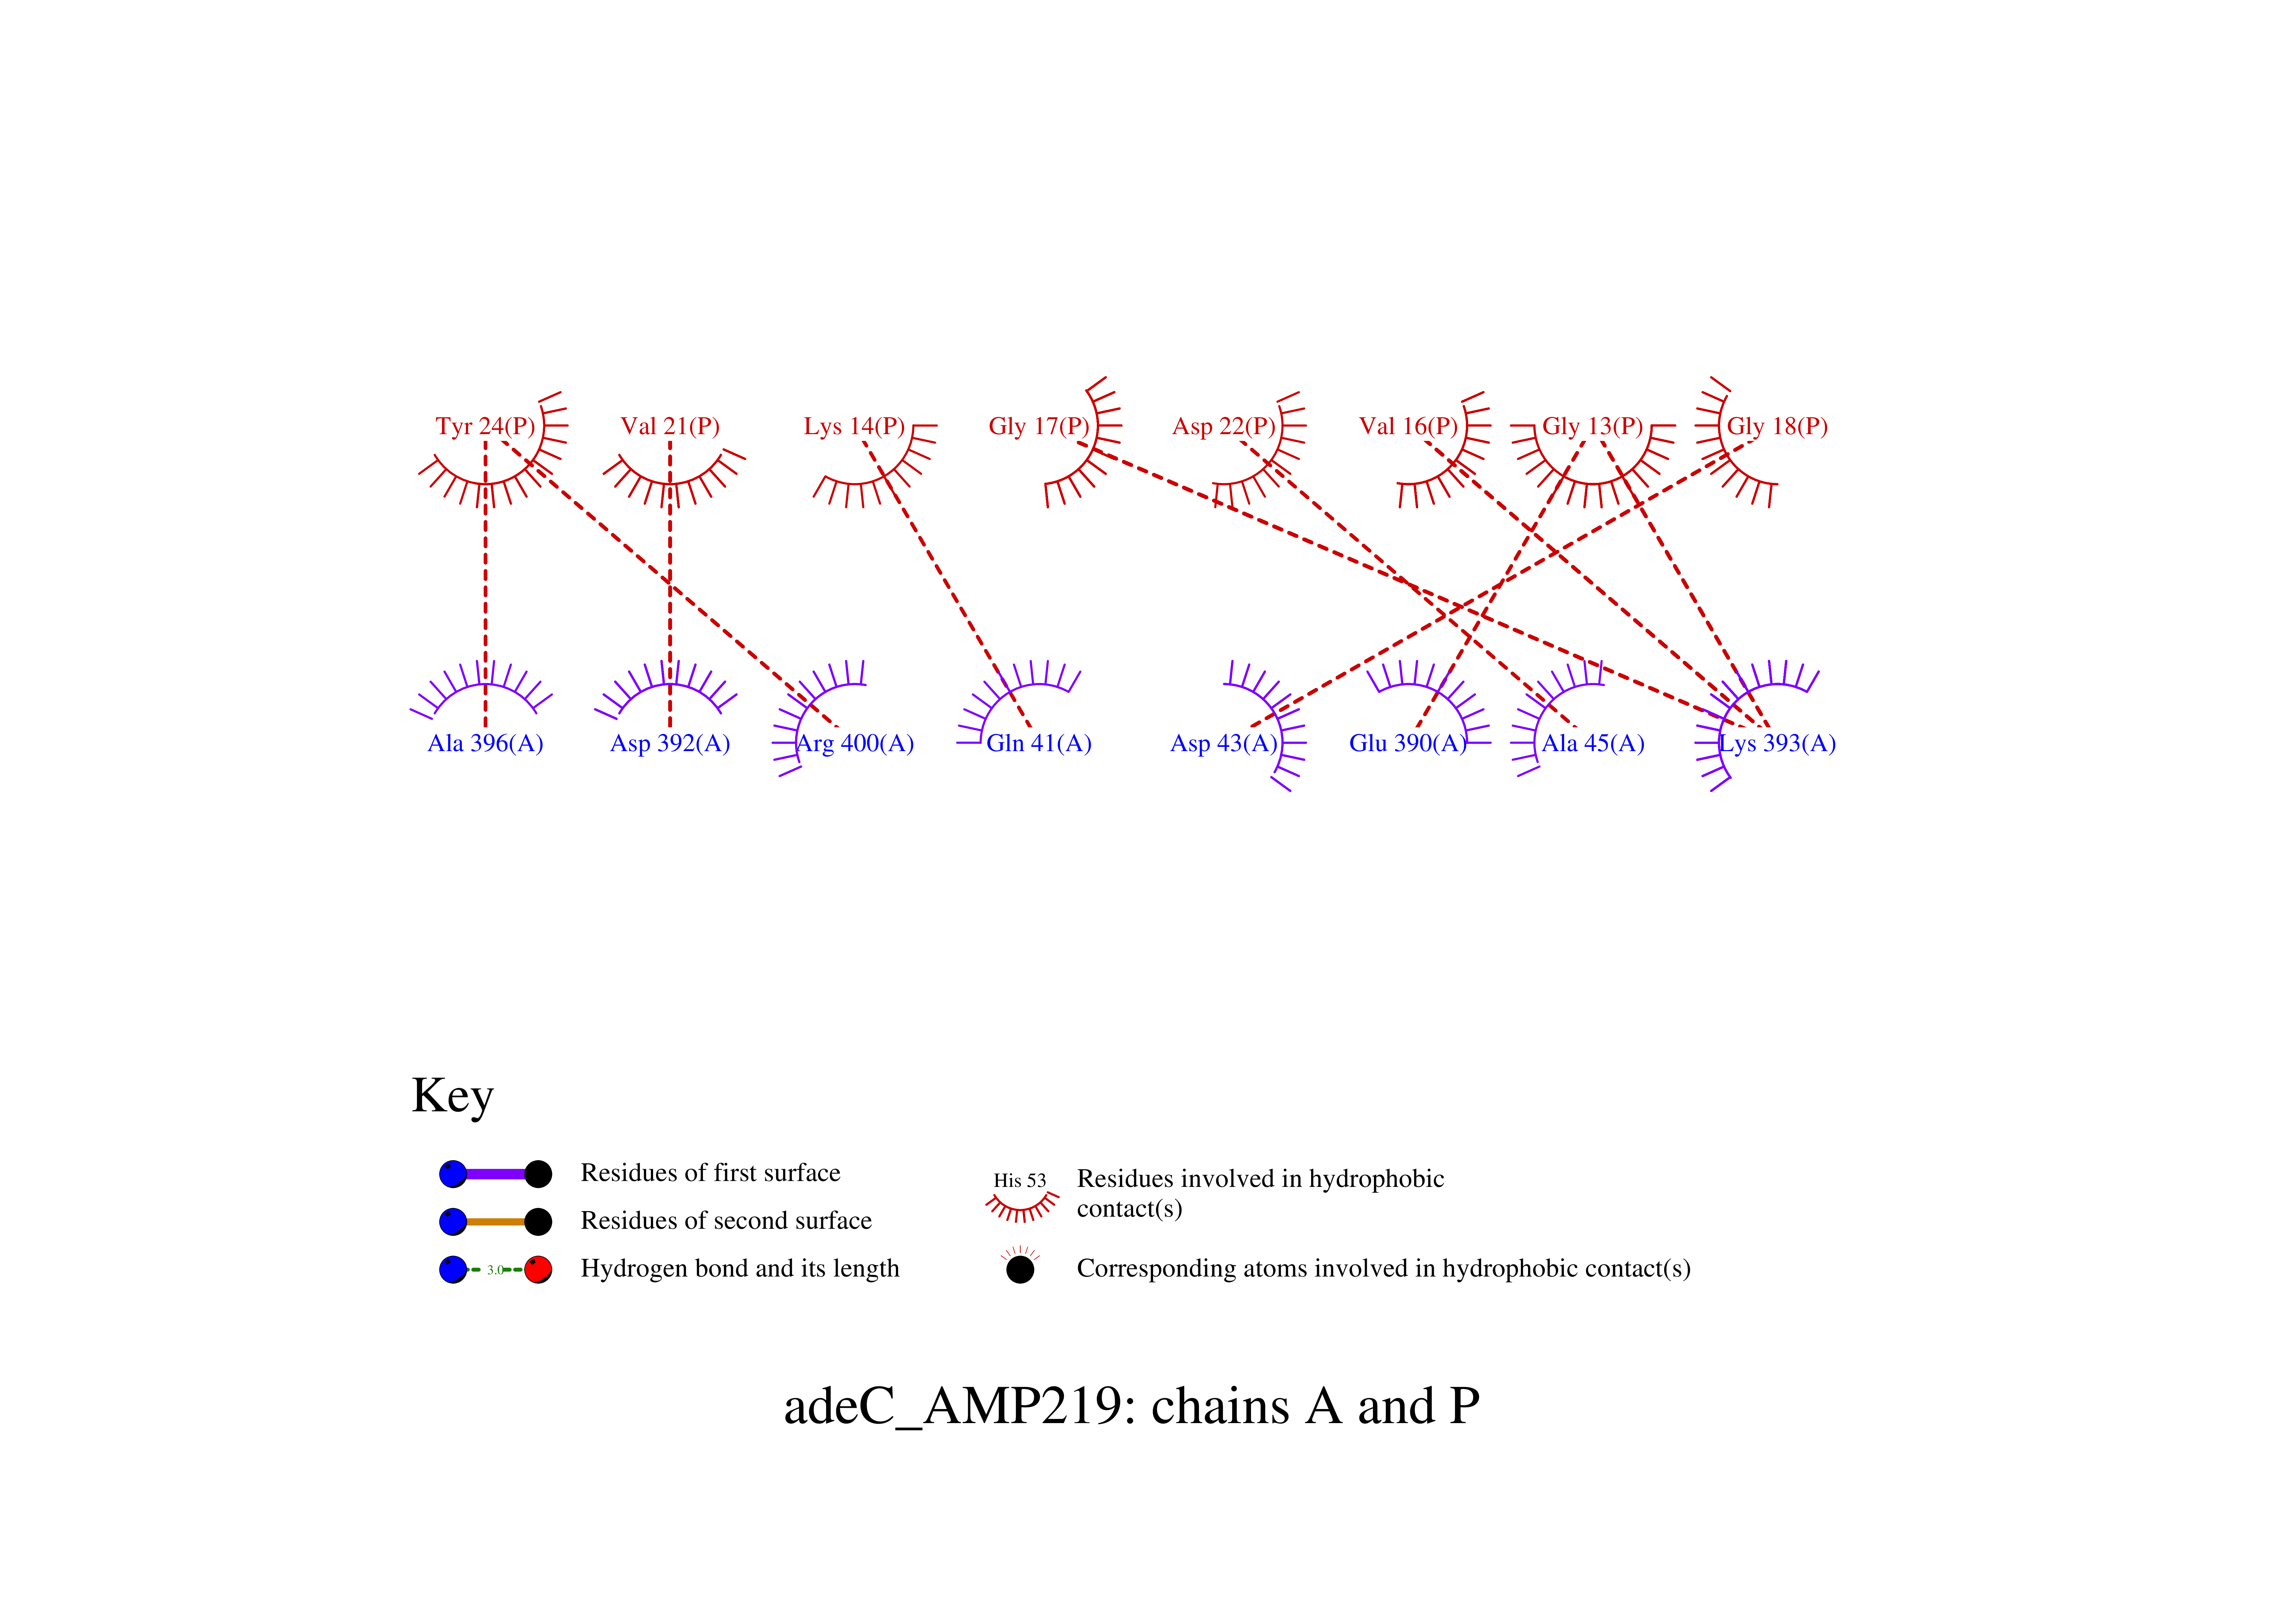 Tyr 24(P) Val 21(P) Lys 14(P) Gly 17(P) Asp 22(P) Val 16(P) Gly 13(P) Gly 18(P)
Ala 396(A) Asp 392(A) Arg 400(A) Gln 41(A) Asp 43(A) Glu 390(A) Ala 45(A) Lys 393(A)
Key
Residues of first surface
Residues of second surface
3.0
Hydrogen bond and its length
His 53
Residues involved in hydrophobic
contact(s)
Corresponding atoms involved in hydrophobic contact(s)
adeC_AMP219: chains A and P